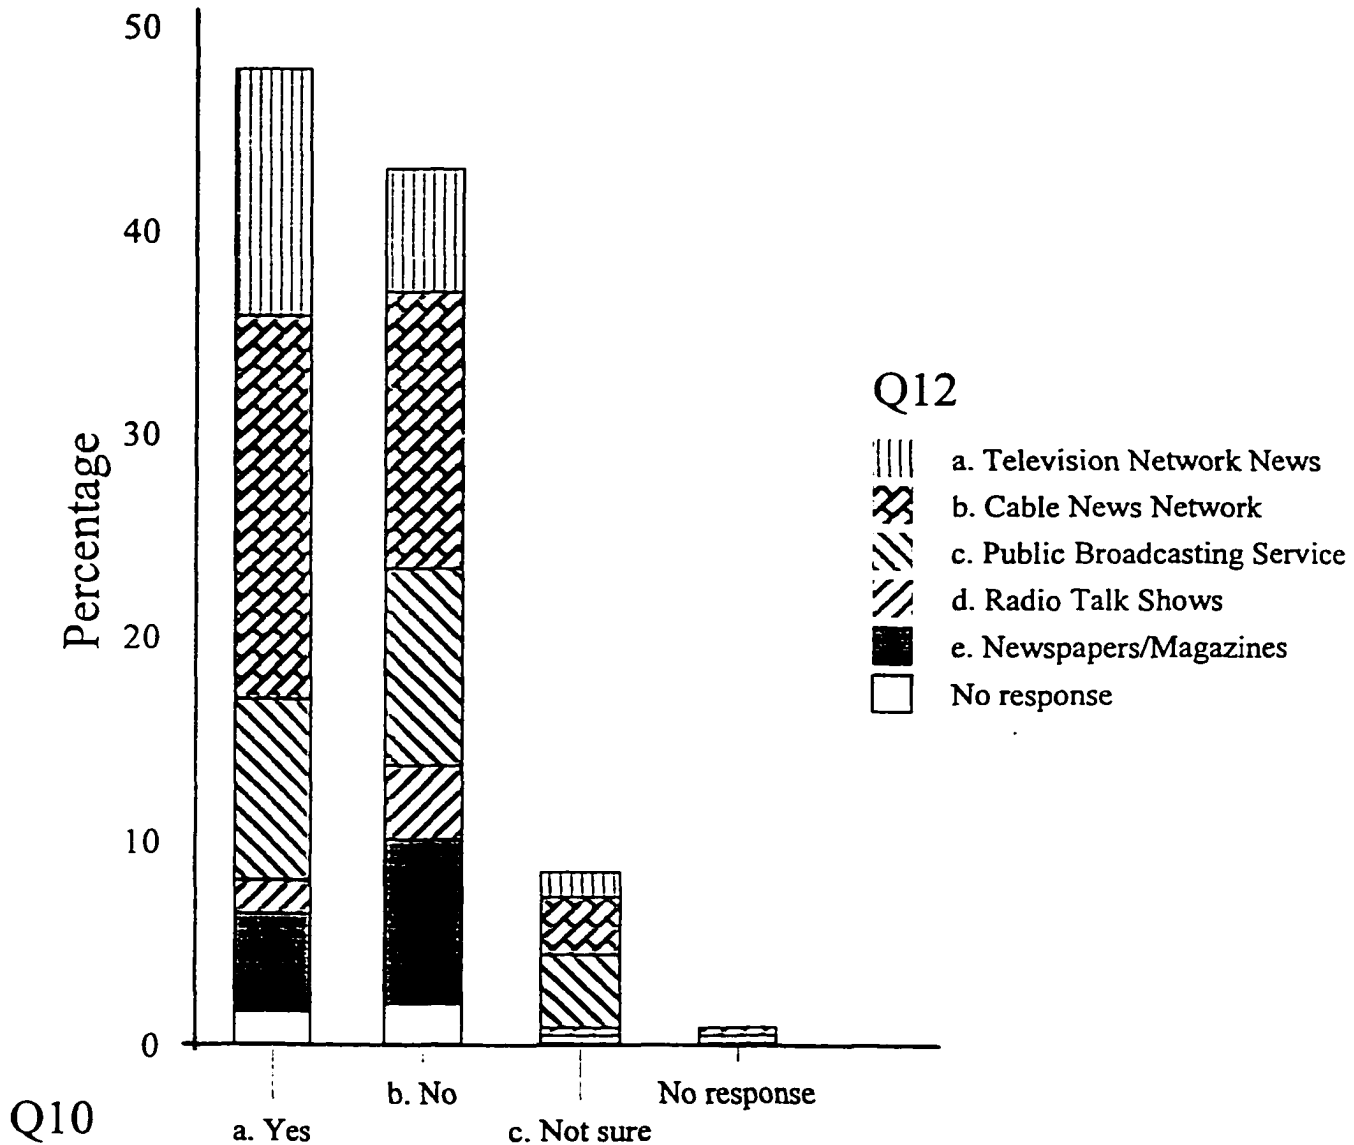 50
40
30
20
10
0
Percentage
Q12
a. Television Network News
b. Cable News Network
c. Public Broadcasting Service
d. Radio Talk Shows
e. Newspapers/Magazines
No response
Q10
a. Yes
b. No
c. Not sure
No response